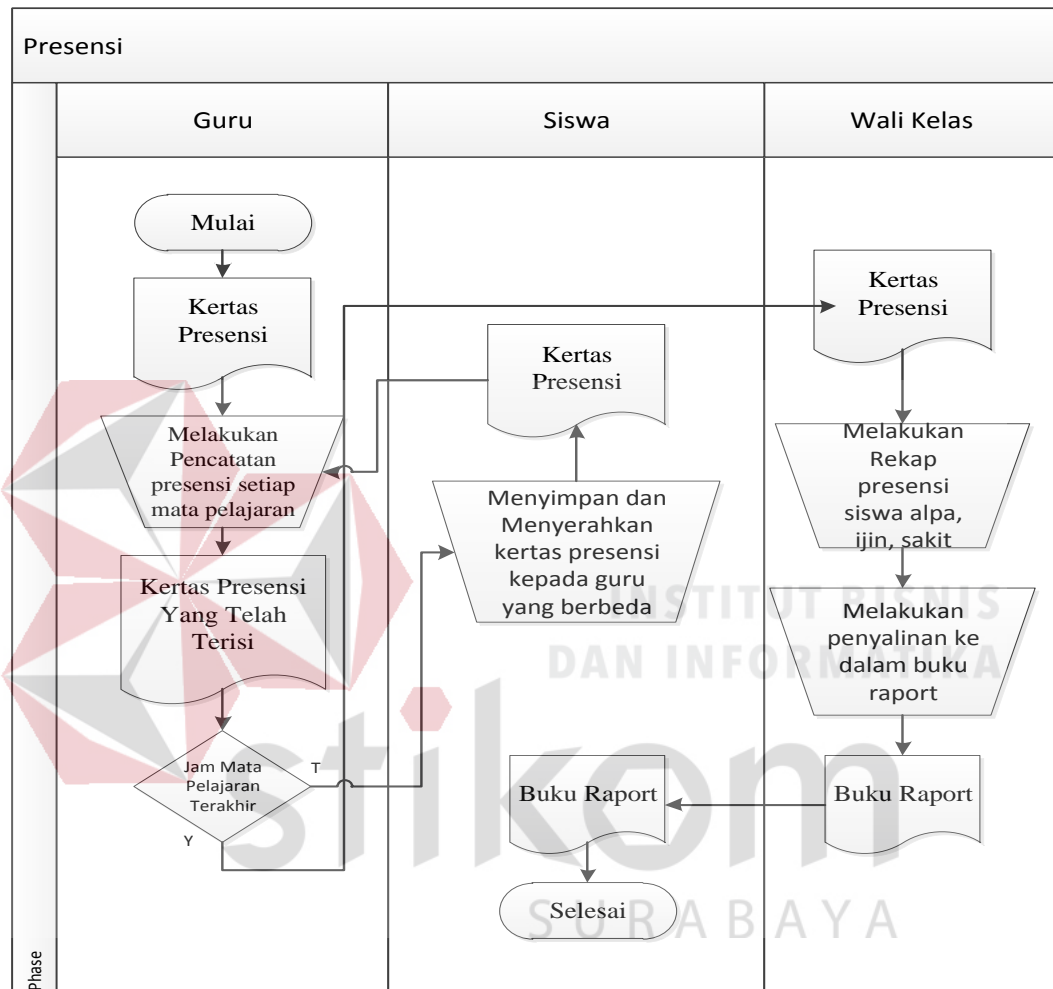 Presensi
Guru
Siswa
Wali Kelas
Mulai
Kertas
Presensi
Melakukan
Pencatatan
presensi setiap
mata pelajaran
Kertas Presensi
Yang Telah
Terisi
Jam Mata
Pelajaran
Terakhir
T
Y
Kertas
Presensi
Menyimpan dan
Menyerahkan
kertas presensi
kepada guru
yang berbeda
Buku Raport
Selesai
Kertas
Presensi
Melakukan
Rekap
presensi
siswa alpa,
ijin, sakit
Melakukan
penyalinan ke
dalam buku
raport
Buku Raport
Phase
INSTITUT BISNIS
DAN INFORMATIKA
stikom
SURABAYA